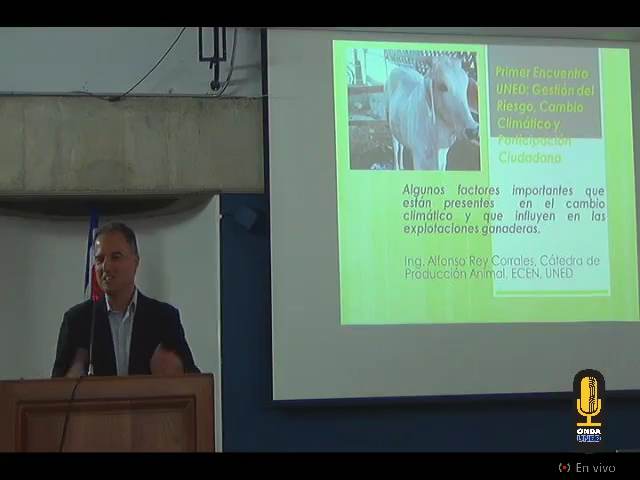 Primer Encuentro
UNED: Gestión del
Riesgo, Cambio
Climático y
Participación
Ciudadana
Algunos factores importantes que
están presentes en el cambio
climático y que influyen en las
explotaciones ganaderas.
Ing. Alfonso Rey Corrales, Cátedra de
Producción Animal, ECEN, UNED
ONDA
UNED
En vivo